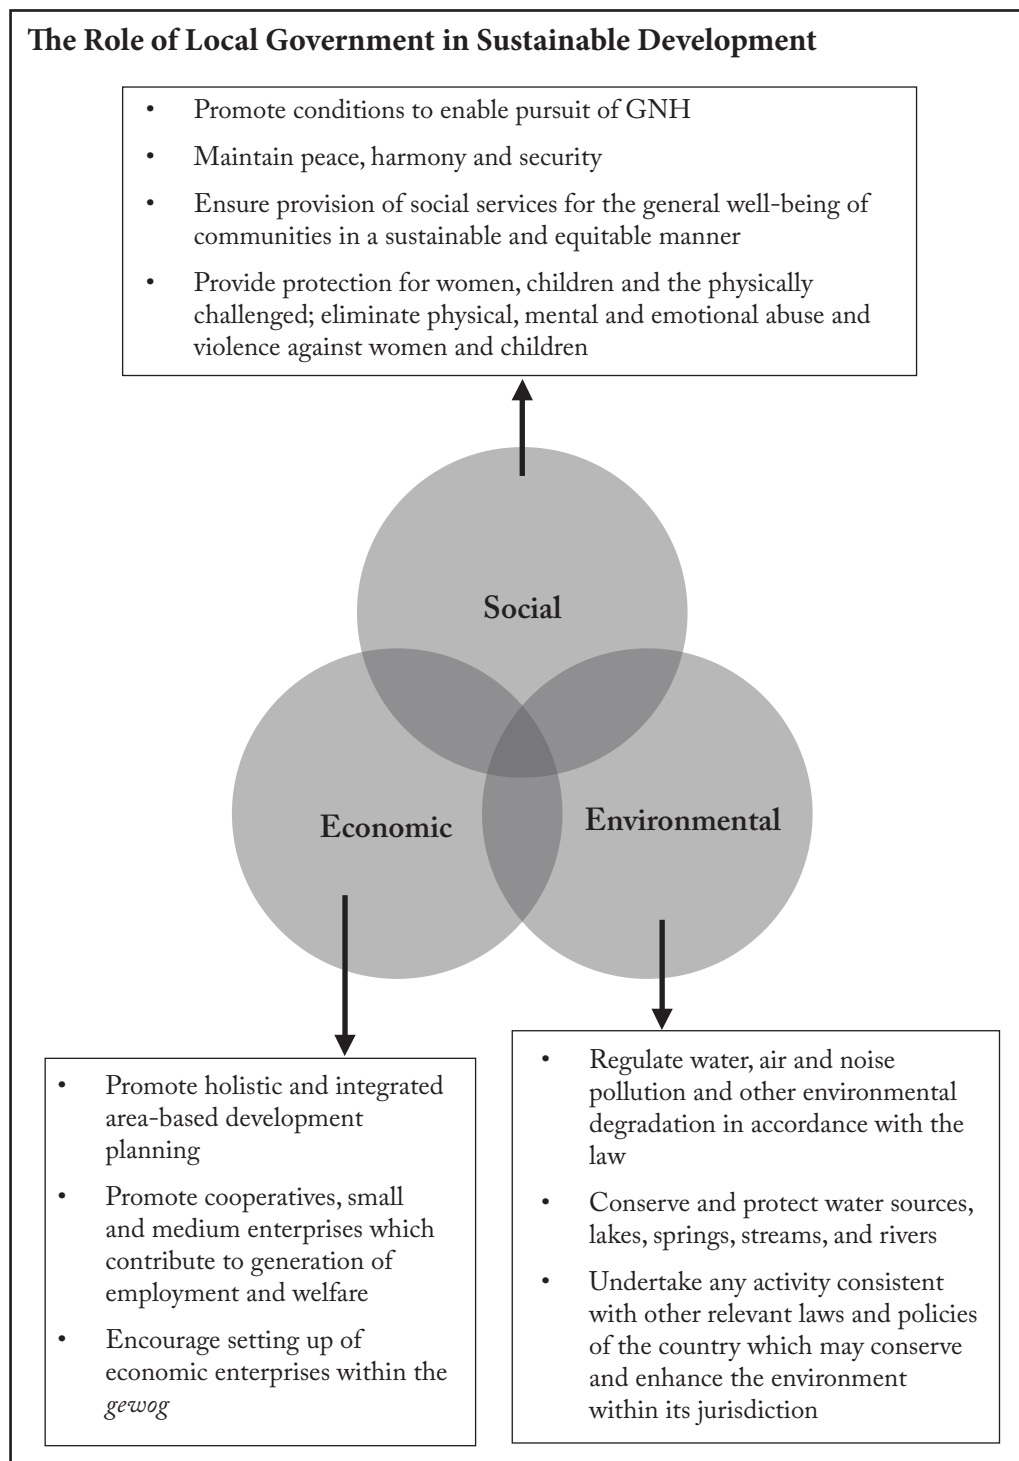 The Role of Local Government in Sustainable Development
• Promote conditions to enable pursuit of GNH
• Maintain peace, harmony and security
• Ensure provision of social services for the general well-being of
communities in a sustainable and equitable manner
• Provide protection for women, children and the physically
challenged; eliminate physical, mental and emotional abuse and
violence against women and children
Social
Economic
Environmental
• Promote holistic and integrated
area-based development
planning
• Promote cooperatives, small
and medium enterprises which
contribute to generation of
employment and welfare
• Encourage setting up of
economic enterprises within the
gewog
• Regulate water, air and noise
pollution and other environmental
degradation in accordance with the
law
• Conserve and protect water sources,
lakes, springs, streams, and rivers
• Undertake any activity consistent
with other relevant laws and policies
of the country which may conserve
and enhance the environment
within its jurisdiction